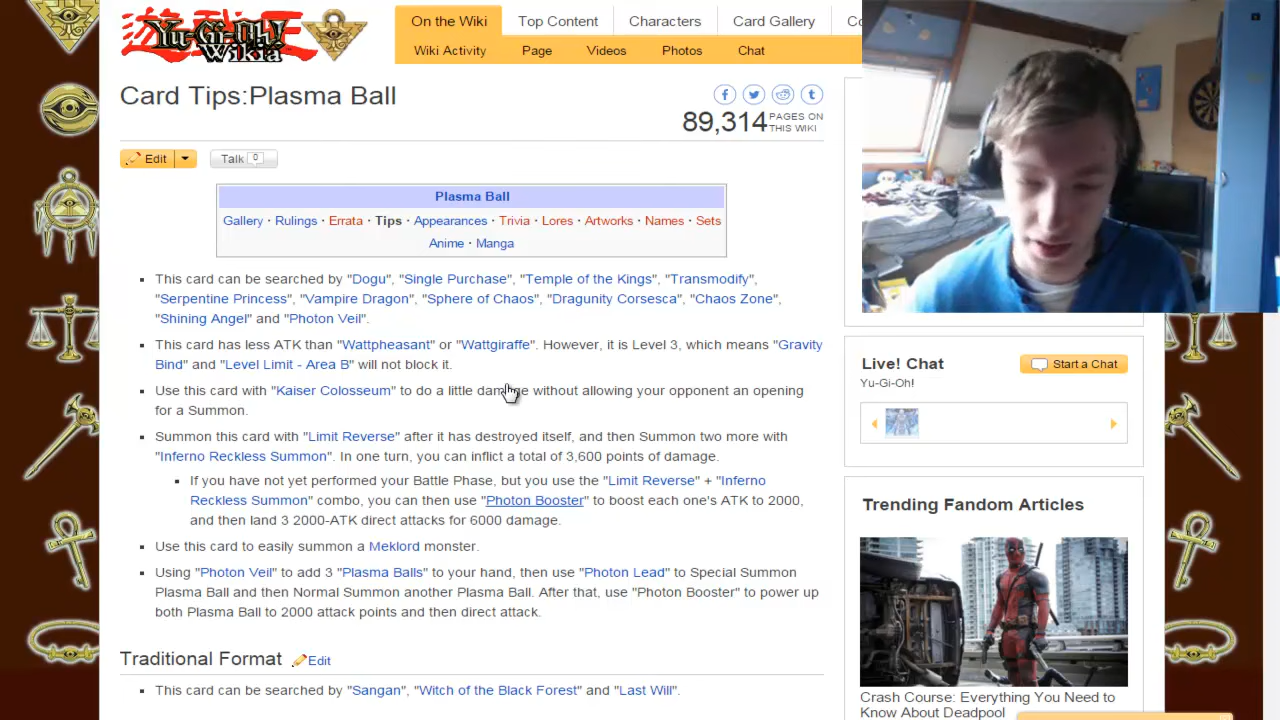 On the Wiki Top Content Characters Card Gallery Co
遊戯王
Yu-Gi-Oh!
Wikia
Wiki Activity Page Videos Photos Chat
Card Tips:Plasma Ball
89,314 PAGES ON THIS WIKI
Edit Talk 0
Plasma Ball
Gallery · Rulings · Errata · Tips · Appearances · Trivia · Lores · Artworks · Names · Sets
Anime · Manga
This card can be searched by "Dogu", "Single Purchase", "Temple of the Kings", "Transmodify",
"Serpentine Princess", "Vampire Dragon", "Sphere of Chaos", "Dragunity Corsesca", "Chaos Zone",
"Shining Angel" and "Photon Veil".
This card has less ATK than "Wattpheasant" or "Wattgiraffe". However, it is Level 3, which means "Gravity
Bind" and "Level Limit - Area B" will not block it.
Use this card with "Kaiser Colosseum" to do a little damage without allowing your opponent an opening
for a Summon.
Summon this card with "Limit Reverse" after it has destroyed itself, and then Summon two more with
"Inferno Reckless Summon". In one turn, you can inflict a total of 3,600 points of damage.
If you have not yet performed your Battle Phase, but you use the "Limit Reverse" + "Inferno
Reckless Summon" combo, you can then use "Photon Booster" to boost each one's ATK to 2000,
and then land 3 2000-ATK direct attacks for 6000 damage.
Use this card to easily summon a Meklord monster.
Using "Photon Veil" to add 3 "Plasma Balls" to your hand, then use "Photon Lead" to Special Summon
Plasma Ball and then Normal Summon another Plasma Ball. After that, use "Photon Booster" to power up
both Plasma Ball to 2000 attack points and then direct attack.
Traditional Format Edit
This card can be searched by "Sangan", "Witch of the Black Forest" and "Last Will".
Live! Chat
Start a Chat
Yu-Gi-Oh!
Trending Fandom Articles
Crash Course: Everything You Need to
Know About Deadpool